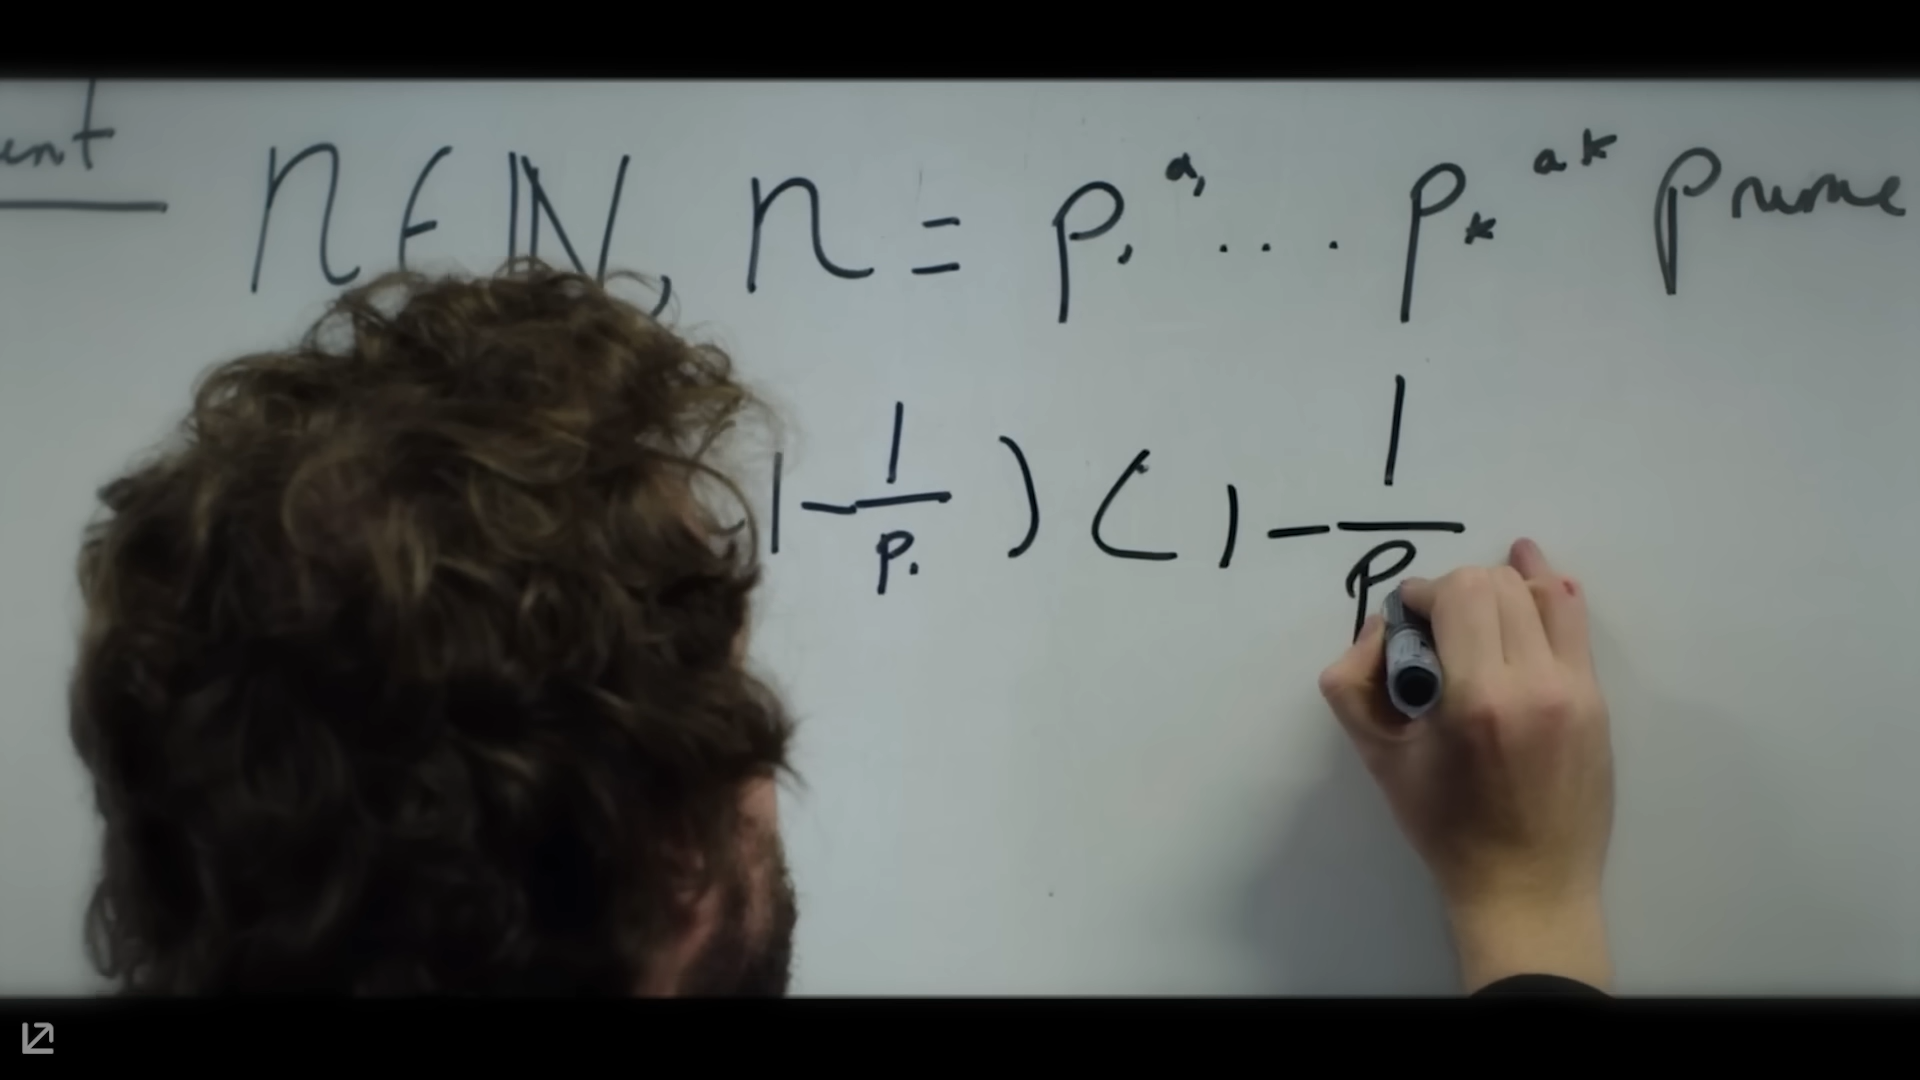 ent n ∈ ℕ, n = p₁^a₁ ... pₖ^aₖ prime
1 - 1/p₁ ) ( 1 - 1/p